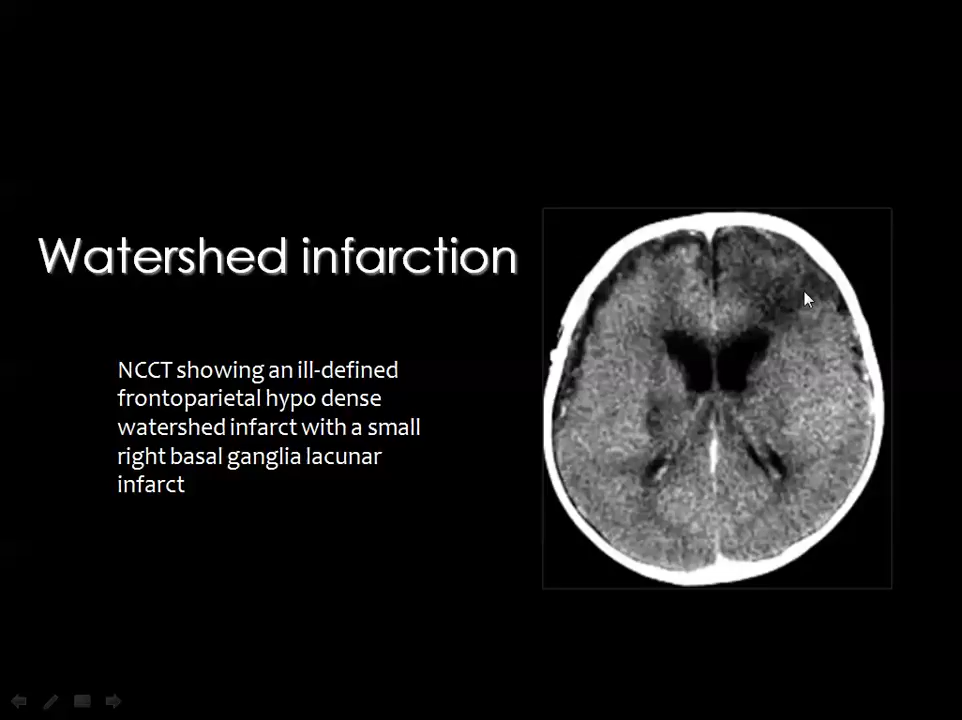 Watershed infarction
NCCT showing an ill-defined
frontoparietal hypo dense
watershed infarct with a small
right basal ganglia lacunar
infarct